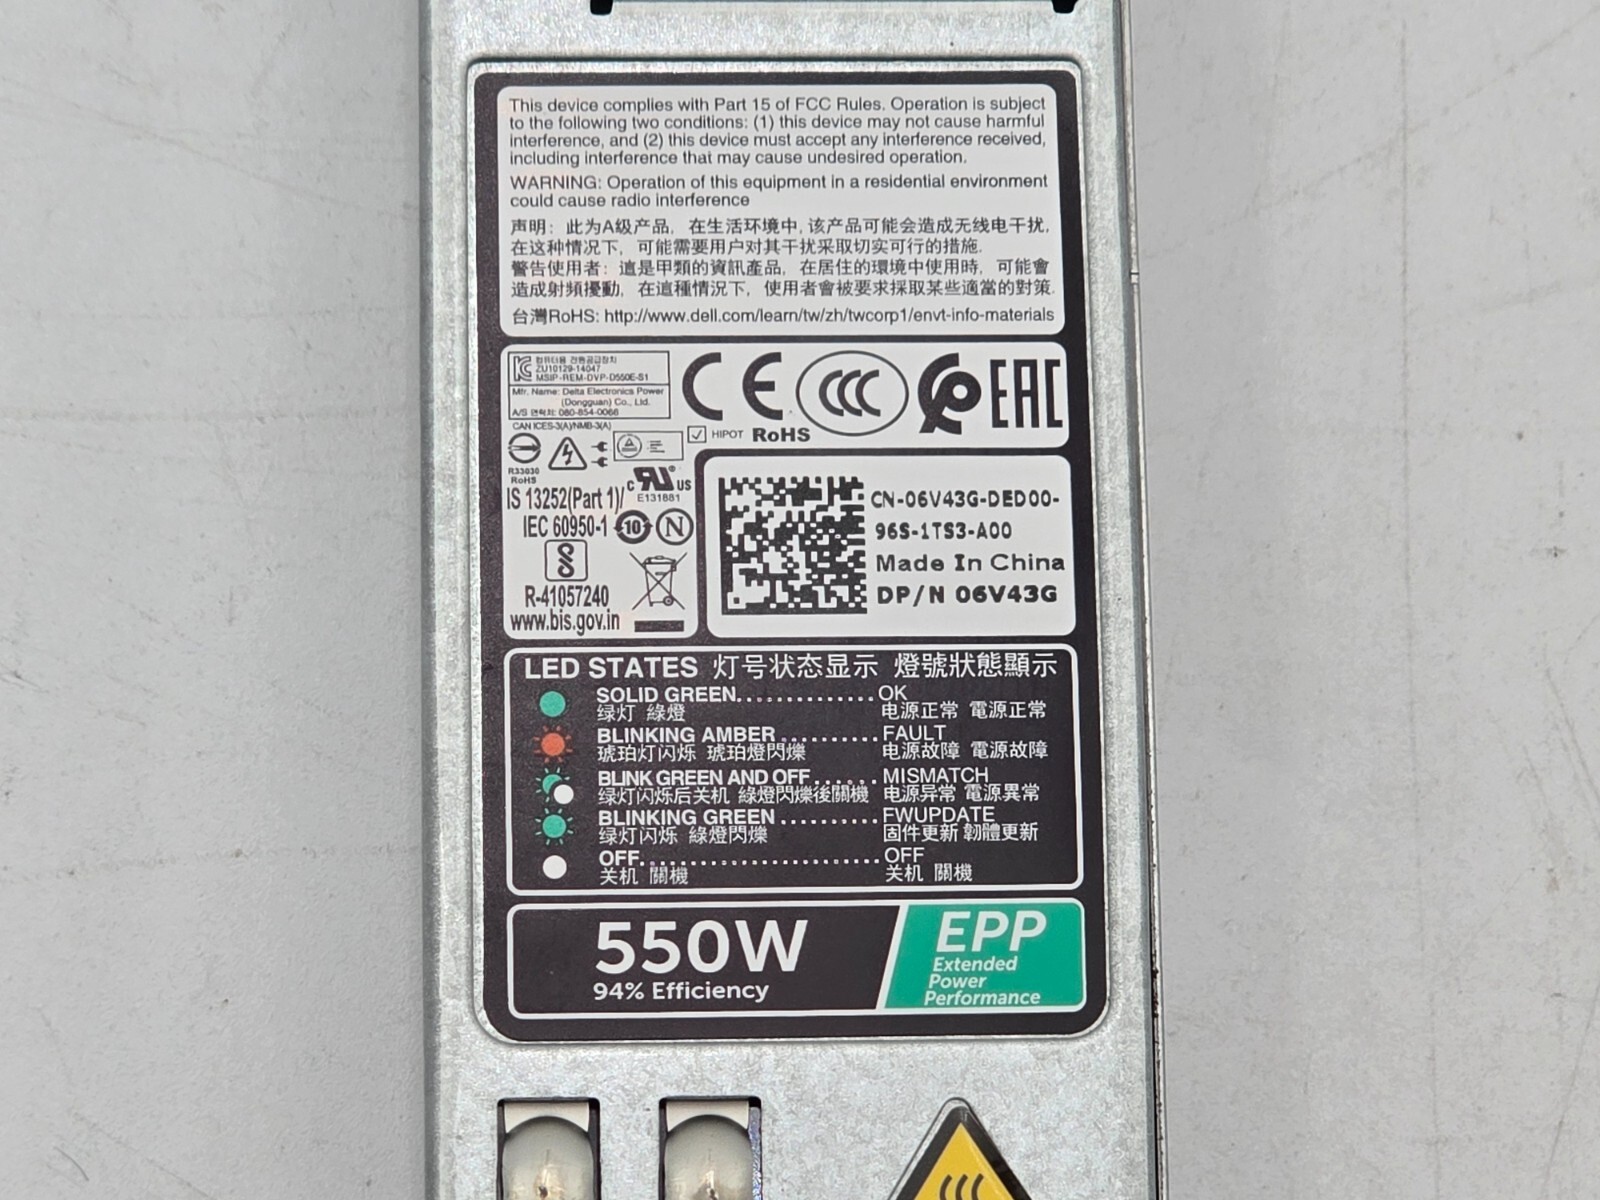 This device complies with Part 15 of FCC Rules. Operation is subject
to the following two conditions: (1) this device may not cause harmful
interference, and (2) this device must accept any interference received,
including interference that may cause undesired operation.
WARNING: Operation of this equipment in a residential environment
could cause radio interference
声明: 此为A级产品, 在生活环境中, 该产品可能会造成无线电干扰,
在这种情况下, 可能需要用户对其干扰采取切实可行的措施.
警告使用者: 這是甲類的資訊產品, 在居住的環境中使用時, 可能會
造成射頻擾動, 在這種情況下, 使用者會被要求採取某些適當的對策.
台灣RoHS: http://www.dell.com/learn/tw/zh/twcorp1/envt-info-materials
컴퓨터용 전원공급장치
ZU10129-14047
MSIP-REM-DVP-D550E-S1
Mfr. Name: Delta Electronics Power
(Dongguan) Co., Ltd.
A/S 연락처: 080-854-0066
CE CCC EAC
CAN ICES-3(A)/NMB-3(A)
HIPOT RoHS
R33030
RoHS
c RU US
E131881
IS 13252(Part 1)/
IEC 60950-1
10 N
R-41057240
www.bis.gov.in
CN-06V43G-DED00-
96S-1TS3-A00
Made In China
DP/N 06V43G
LED STATES 灯号状态显示 燈號狀態顯示
SOLID GREEN.............. OK
绿灯 綠燈 电源正常 電源正常
BLINKING AMBER.......... FAULT
琥珀灯闪烁 琥珀燈閃爍 电源故障 電源故障
BLINK GREEN AND OFF...... MISMATCH
绿灯闪烁后关机 綠燈閃爍後關機 电源异常 電源異常
BLINKING GREEN.......... FWUPDATE
绿灯闪烁 綠燈閃爍 固件更新 韌體更新
OFF........................ OFF
关机 關機 关机 關機
550W EPP
94% Efficiency Extended
Power
Performance